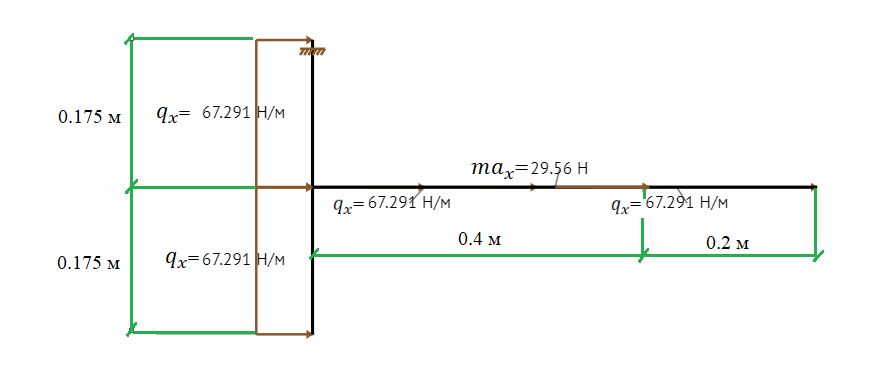 0.175 м
qₓ= 67.291 Н/м
maₓ=29.56 Н
qₓ= 67.291 Н/м
qₓ= 67.291 Н/м
0.4 м
0.2 м
0.175 м
qₓ=67.291 Н/м